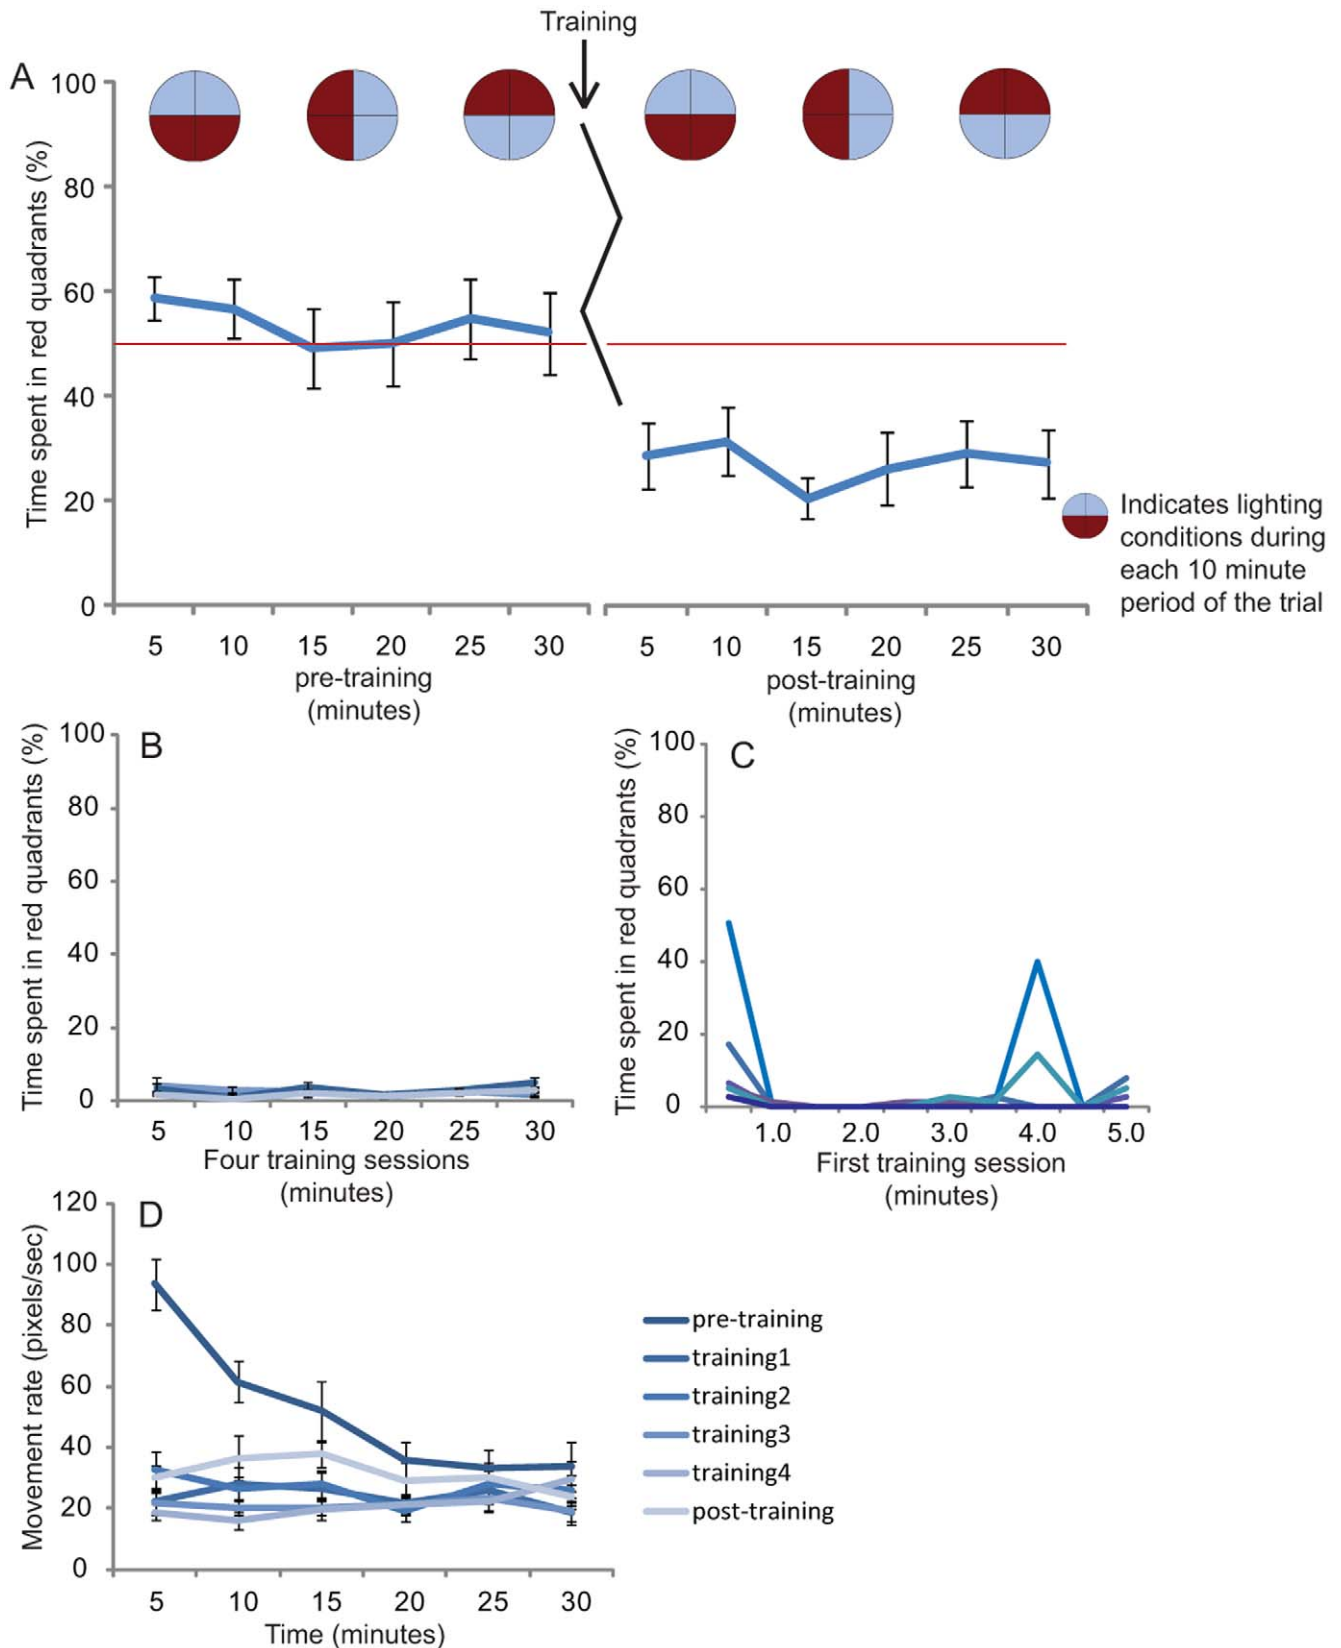 Training
A
100
80
60
40
20
0
Time spent in red quadrants (%)
5 10 15 20 25 30
pre-training
(minutes)
5 10 15 20 25 30
post-training
(minutes)
Indicates lighting
conditions during
each 10 minute
period of the trial
B
100
80
60
40
20
0
Time spent in red quadrants (%)
5 10 15 20 25 30
Four training sessions
(minutes)
C
100
80
60
40
20
0
Time spent in red quadrants (%)
1.0 2.0 3.0 4.0 5.0
First training session
(minutes)
D
120
100
80
60
40
20
0
Movement rate (pixels/sec)
5 10 15 20 25 30
Time (minutes)
pre-training
training1
training2
training3
training4
post-training